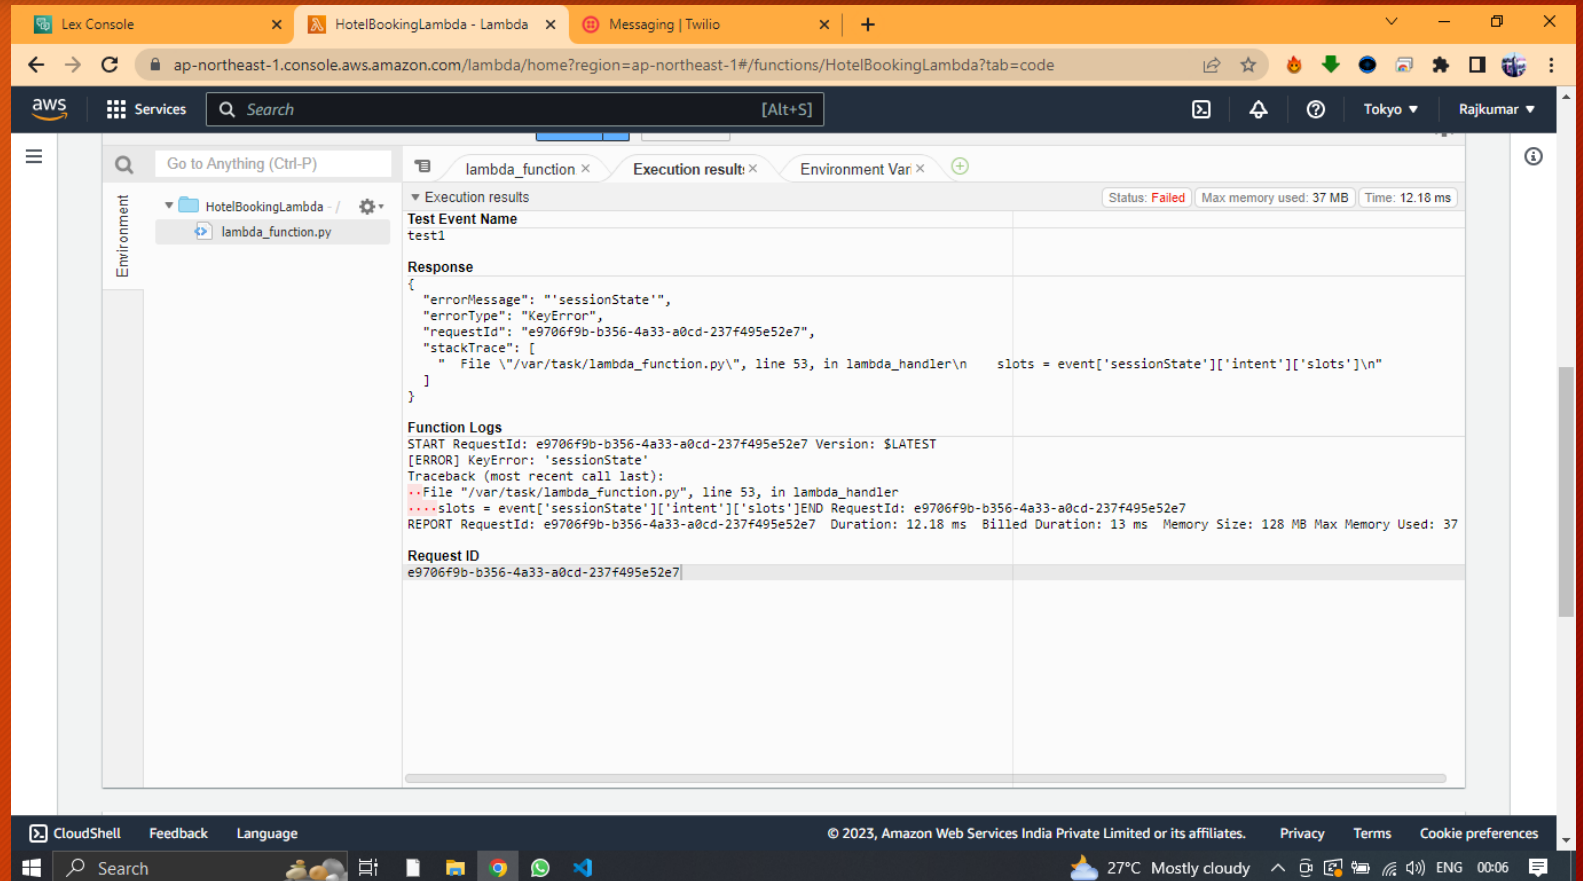 Lex Console
HotelBookingLambda - Lambda
Messaging | Twilio
ap-northeast-1.console.aws.amazon.com/lambda/home?region=ap-northeast-1#/functions/HotelBookingLambda?tab=code
aws
Services
Search
[Alt+S]
Tokyo ▼
Rajkumar ▼
Go to Anything (Ctrl-P)
lambda_function ×
Execution results ×
Environment Vari ×
Environment
HotelBookingLambda - /
lambda_function.py
Execution results
Status: Failed
Max memory used: 37 MB
Time: 12.18 ms
Test Event Name
test1
Response
{
"errorMessage": "'sessionState'",
"errorType": "KeyError",
"requestId": "e9706f9b-b356-4a33-a0cd-237f495e52e7",
"stackTrace": [
"  File \"/var/task/lambda_function.py\", line 53, in lambda_handler\n    slots = event['sessionState']['intent']['slots']\n"
]
}
Function Logs
START RequestId: e9706f9b-b356-4a33-a0cd-237f495e52e7 Version: $LATEST
[ERROR] KeyError: 'sessionState'
Traceback (most recent call last):
··File "/var/task/lambda_function.py", line 53, in lambda_handler
····slots = event['sessionState']['intent']['slots']END RequestId: e9706f9b-b356-4a33-a0cd-237f495e52e7
REPORT RequestId: e9706f9b-b356-4a33-a0cd-237f495e52e7  Duration: 12.18 ms  Billed Duration: 13 ms  Memory Size: 128 MB Max Memory Used: 37
Request ID
e9706f9b-b356-4a33-a0cd-237f495e52e7
CloudShell
Feedback
Language
© 2023, Amazon Web Services India Private Limited or its affiliates.
Privacy
Terms
Cookie preferences
Search
27°C Mostly cloudy
ENG
00:06